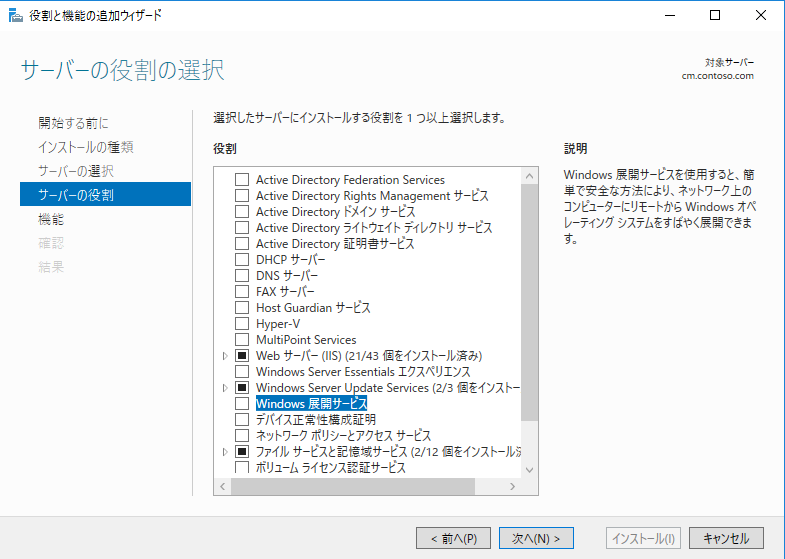 役割と機能の追加ウィザード
サーバーの役割の選択
対象サーバー
cm.contoso.com
開始する前に
インストールの種類
サーバーの選択
サーバーの役割
機能
確認
結果
選択したサーバーにインストールする役割を 1 つ以上選択します。
役割
Active Directory Federation Services
Active Directory Rights Management サービス
Active Directory ドメイン サービス
Active Directory ライトウェイト ディレクトリ サービス
Active Directory 証明書サービス
DHCP サーバー
DNS サーバー
FAX サーバー
Host Guardian サービス
Hyper-V
MultiPoint Services
Web サーバー (IIS) (21/43 個をインストール済み)
Windows Server Essentials エクスペリエンス
Windows Server Update Services (2/3 個をインストー
Windows 展開サービス
デバイス正常性構成証明
ネットワーク ポリシーとアクセス サービス
ファイル サービスと記憶域サービス (2/12 個をインストール済
ボリューム ライセンス認証サービス
説明
Windows 展開サービスを使用すると、簡
単で安全な方法により、ネットワーク上の
コンピューターにリモートから Windows オペ
レーティング システムをすばやく展開できま
す。
< 前へ(P)
次へ(N) >
インストール(I)
キャンセル